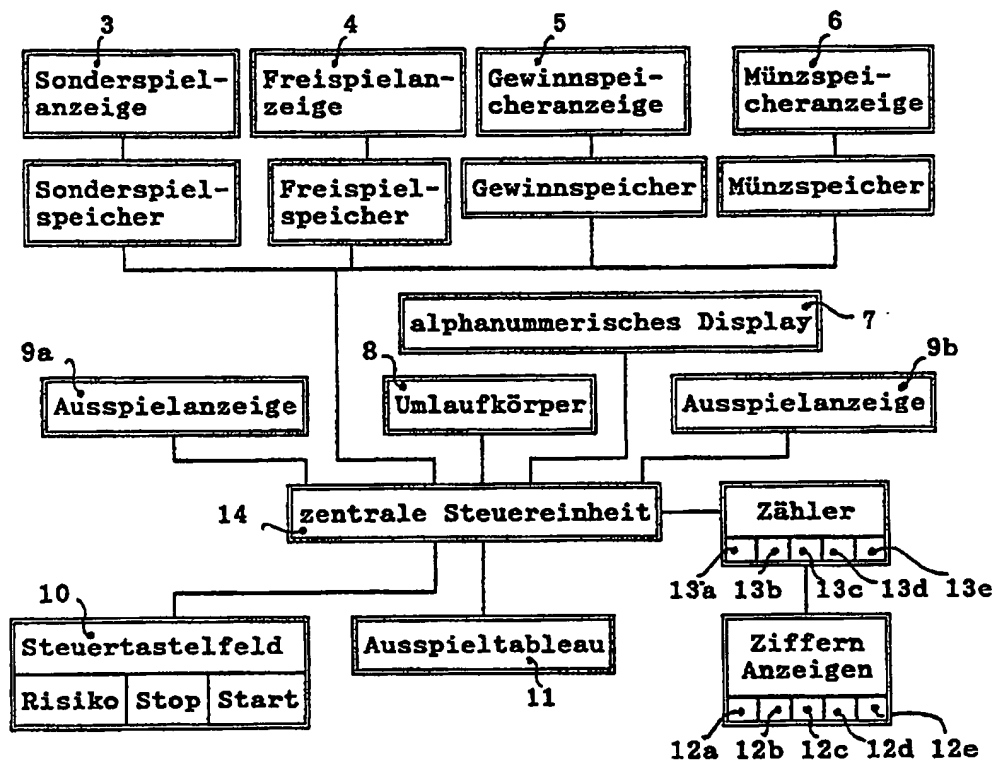 3 4 5 6
Sonderspiel-
anzeige
Freispielan-
zeige
Gewinnspei-
cheranzeige
Münzspei-
cheranzeige
Sonderspiel-
speicher
Freispiel-
speicher
Gewinnspeicher
Münzspeicher
alphanummerisches Display
7
9a
8
9b
Ausspielanzeige
Umlaufkörper
Ausspielanzeige
14
zentrale Steuereinheit
Zähler
13a 13b 13c 13d 13e
10
Steuertastelfeld
Risiko Stop Start
Ausspieltableau
11
Ziffern
Anzeigen
12a 12b 12c 12d 12e